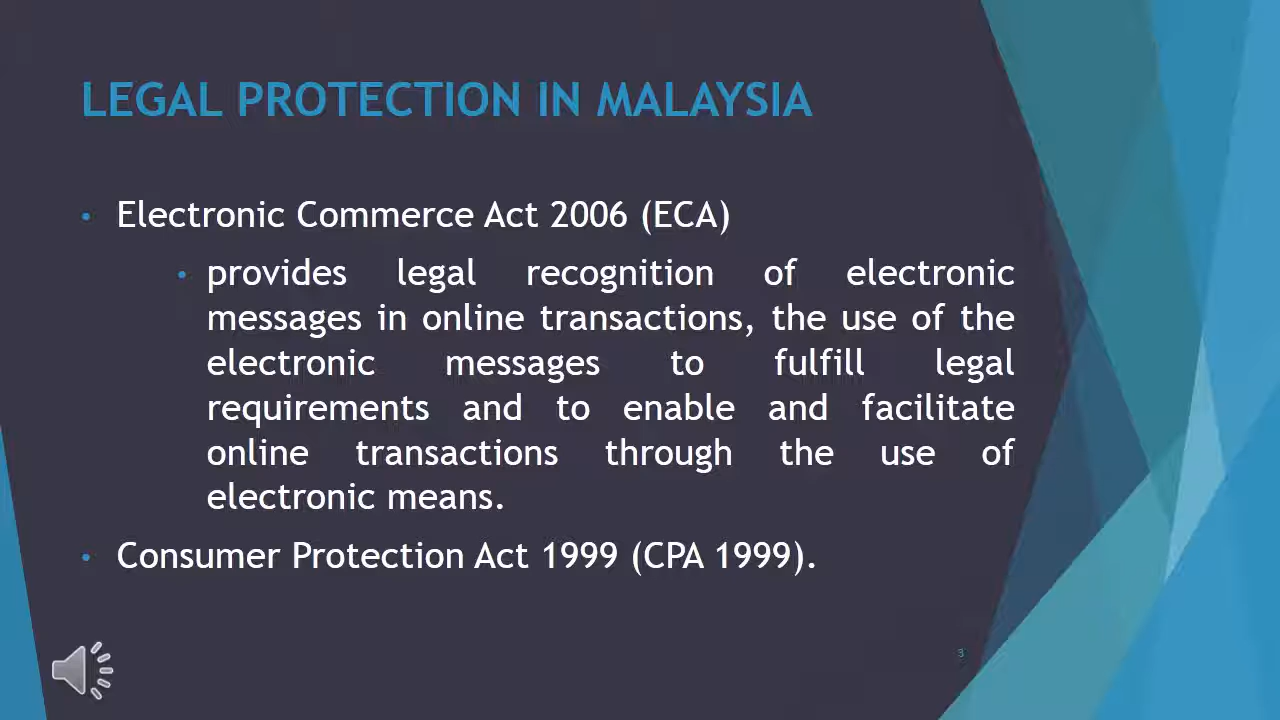 LEGAL PROTECTION IN MALAYSIA
• Electronic Commerce Act 2006 (ECA)
• provides legal recognition of electronic
messages in online transactions, the use of the
electronic messages to fulfill legal
requirements and to enable and facilitate
online transactions through the use of
electronic means.
• Consumer Protection Act 1999 (CPA 1999).
3